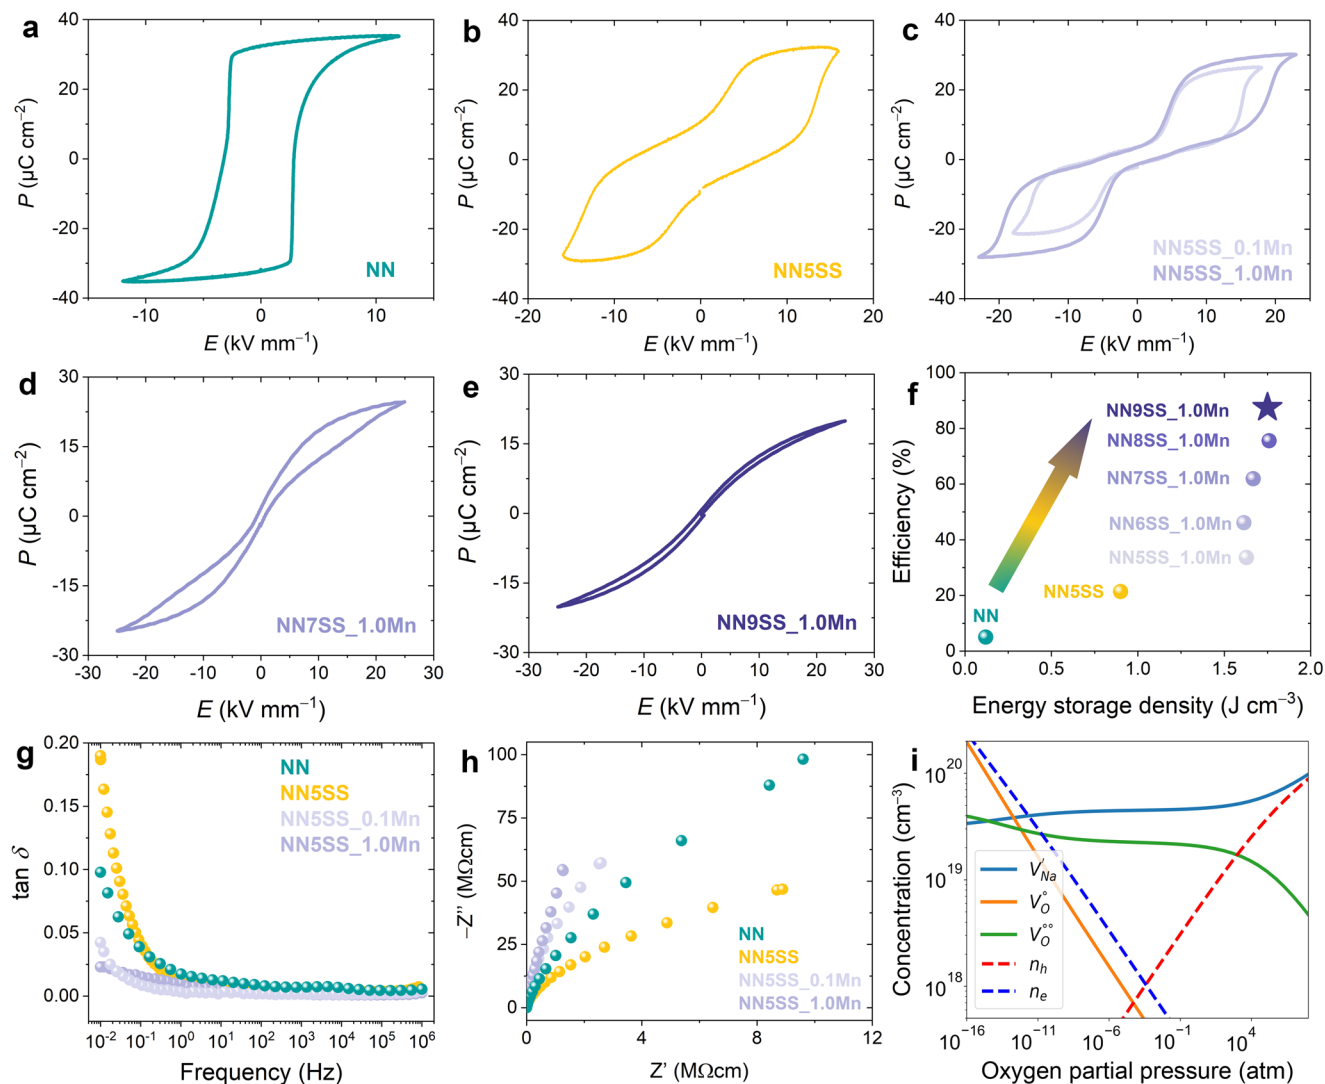 a
40
20
0
-20
-40
P (µC cm−2)
-10 0 10
E (kV mm−1)
NN
b
40
20
0
-20
-40
P (µC cm−2)
-20 -15 -10 -5 0 5 10 15 20
E (kV mm−1)
NN5SS
c
40
20
0
-20
-40
P (µC cm−2)
-20 -10 0 10 20
E (kV mm−1)
NN5SS_0.1Mn
NN5SS_1.0Mn
d
30
15
0
-15
-30
P (µC cm−2)
-30 -20 -10 0 10 20 30
E (kV mm−1)
NN7SS_1.0Mn
e
30
15
0
-15
-30
P (µC cm−2)
-30 -20 -10 0 10 20 30
E (kV mm−1)
NN9SS_1.0Mn
f
100
80
60
40
20
0
Efficiency (%)
0.0 0.5 1.0 1.5 2.0
Energy storage density (J cm−3)
NN9SS_1.0Mn
NN8SS_1.0Mn
NN7SS_1.0Mn
NN6SS_1.0Mn
NN5SS_1.0Mn
NN5SS
NN
g
0.20
0.15
0.10
0.05
0.00
tan δ
10-2 10-1 100 101 102 103 104 105 106
Frequency (Hz)
NN
NN5SS
NN5SS_0.1Mn
NN5SS_1.0Mn
h
100
75
50
25
0
−Z'' (MΩcm)
0 2 4 6 8 10 12
Z' (MΩcm)
NN
NN5SS
NN5SS_0.1Mn
NN5SS_1.0Mn
i
1020
1019
1018
Concentration (cm−3)
10-16 10-11 10-6 10-1 104
Oxygen partial pressure (atm)
V'Na
V°O
V°°O
nh
ne